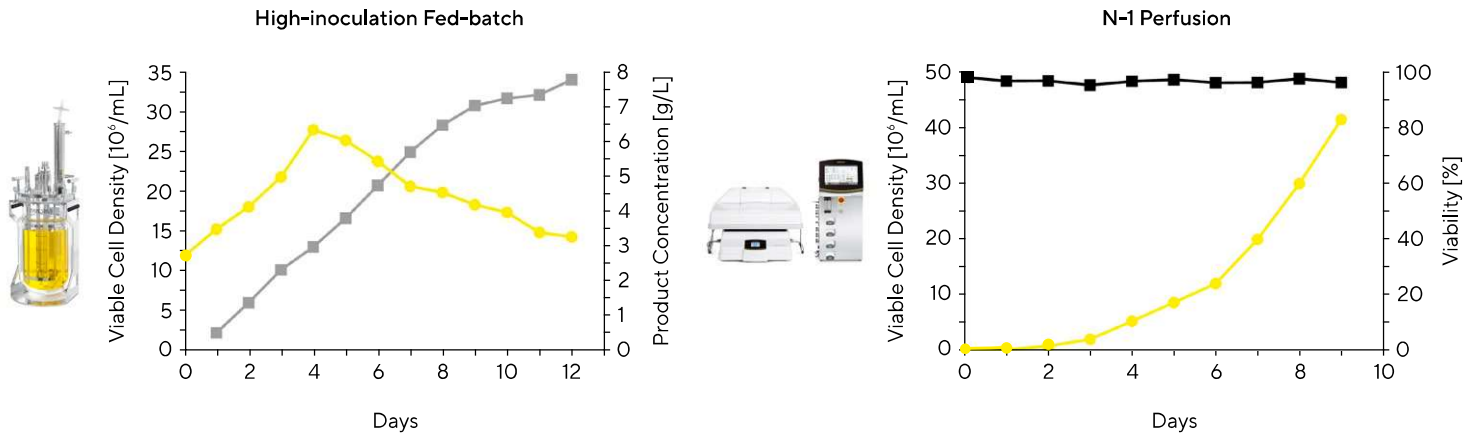 High-inoculation Fed-batch
Viable Cell Density [10⁶/mL]
35
30
25
20
15
10
5
0
0 2 4 6 8 10 12
Days
8
7
6
5
4
3
2
1
0
Product Concentration [g/L]
N-1 Perfusion
Viable Cell Density [10⁶/mL]
50
40
30
20
10
0
0 2 4 6 8 10
Days
100
80
60
40
20
0
Viability [%]